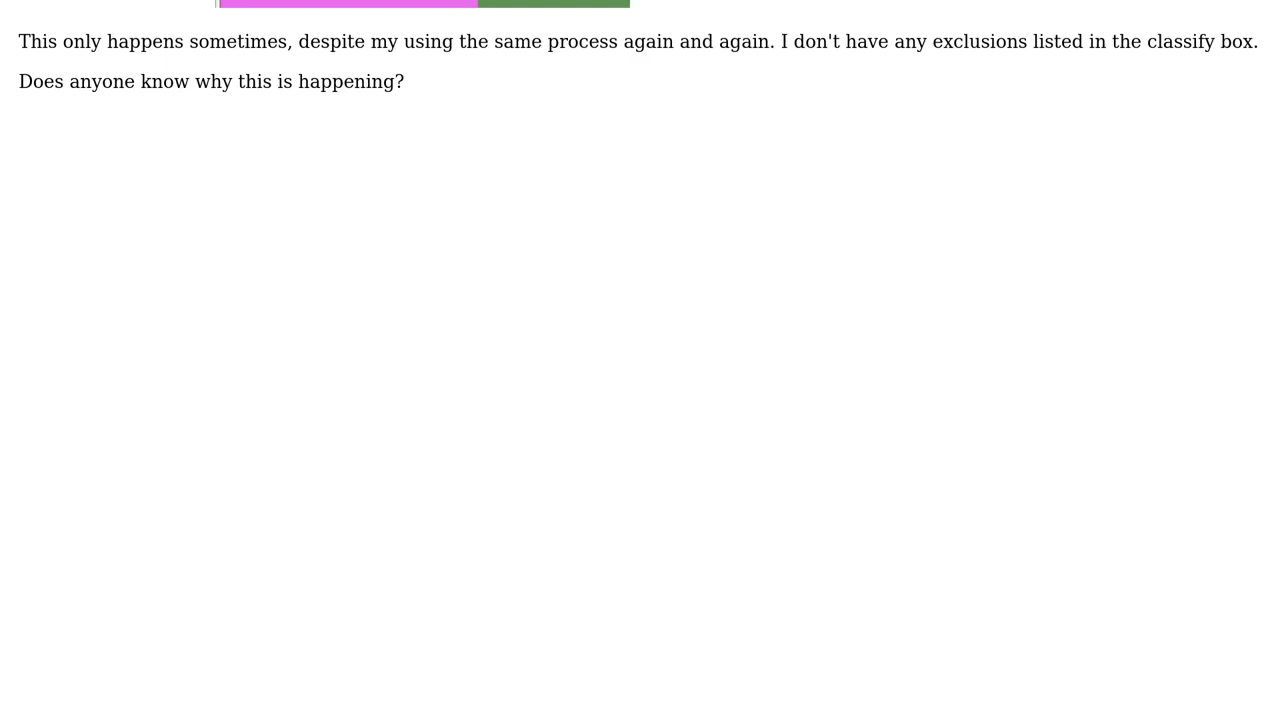 This only happens sometimes, despite my using the same process again and again. I don't have any exclusions listed in the classify box.
Does anyone know why this is happening?